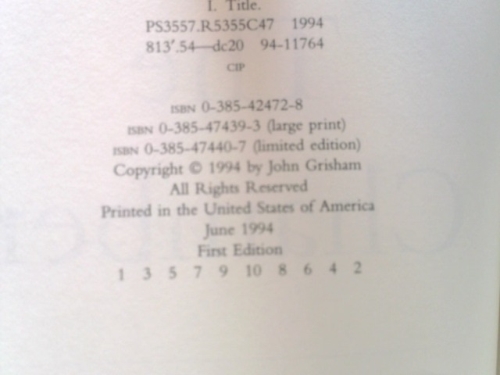 I. Title.
PS3557.R5355C47 1994
813'.54—dc20 94-11764
CIP
ISBN 0-385-42472-8
ISBN 0-385-47439-3 (large print)
ISBN 0-385-47440-7 (limited edition)
Copyright © 1994 by John Grisham
All Rights Reserved
Printed in the United States of America
June 1994
First Edition
1 3 5 7 9 10 8 6 4 2